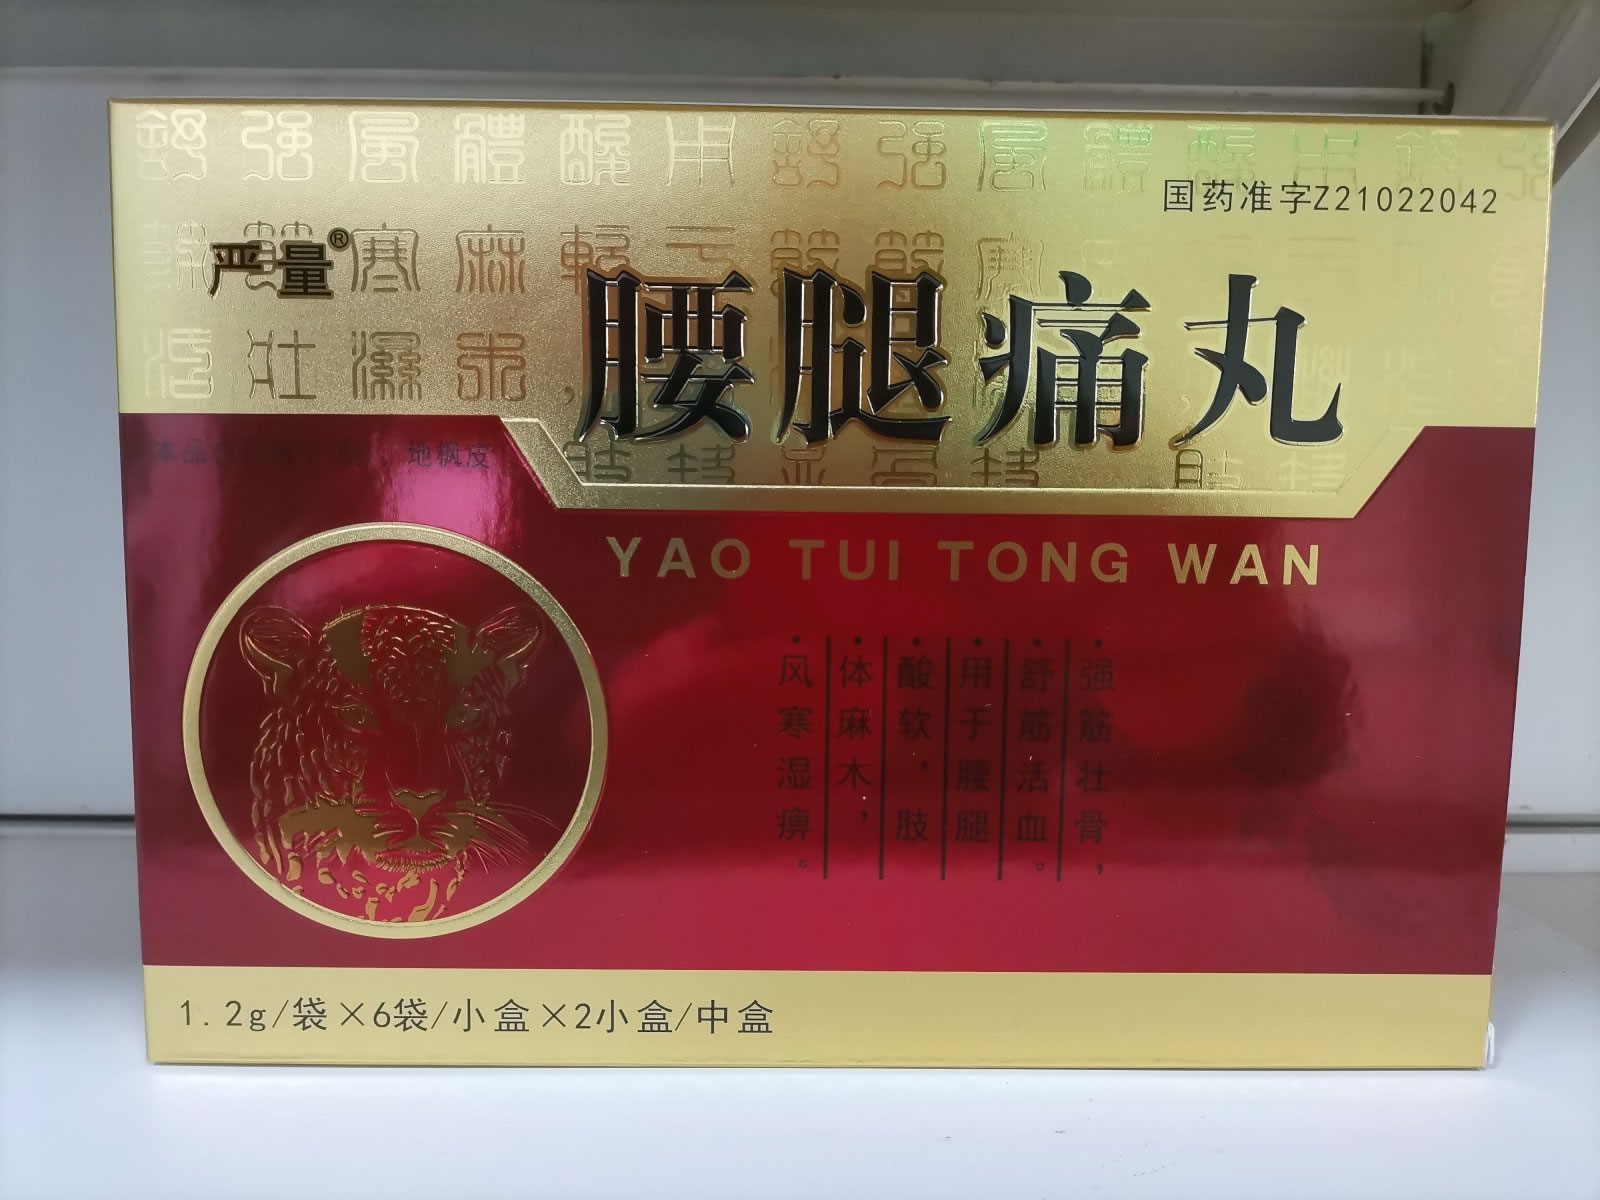 国药准字Z21022042
严量®
腰腿痛丸
YAO TUI TONG WAN
强筋壮骨，
舒筋活血。
用于腰腿
酸软，肢
体麻木，
风寒湿痹。
1.2g/袋×6袋/小盒×2小盒/中盒